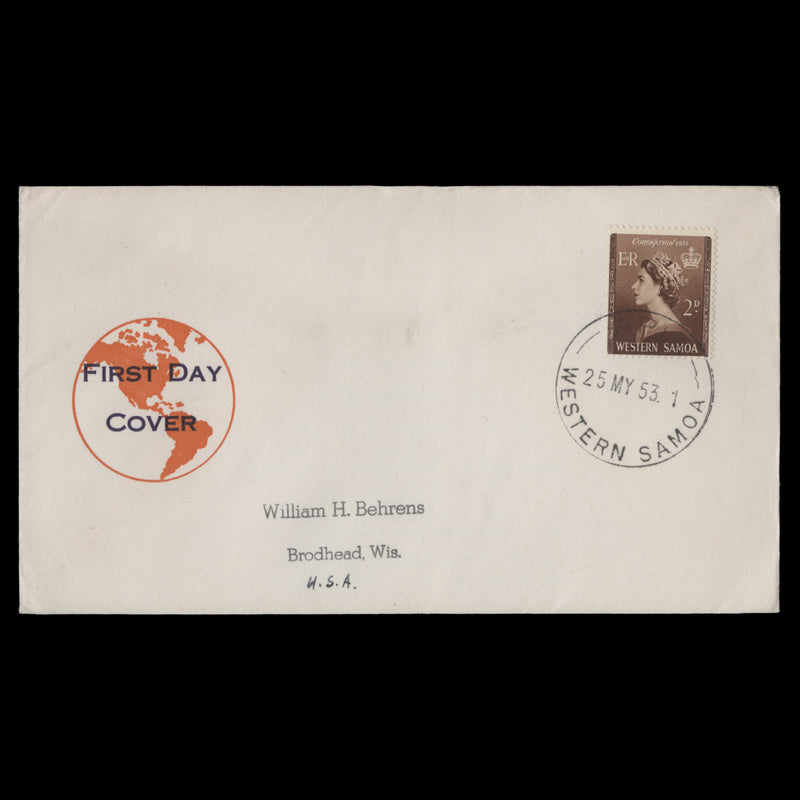 CORONATION 1953
E R
2D
WESTERN SAMOA
FIRST DAY
COVER
25 MY 53. 1
WESTERN SAMOA
William H. Behrens
Brodhead, Wis.
U.S.A.